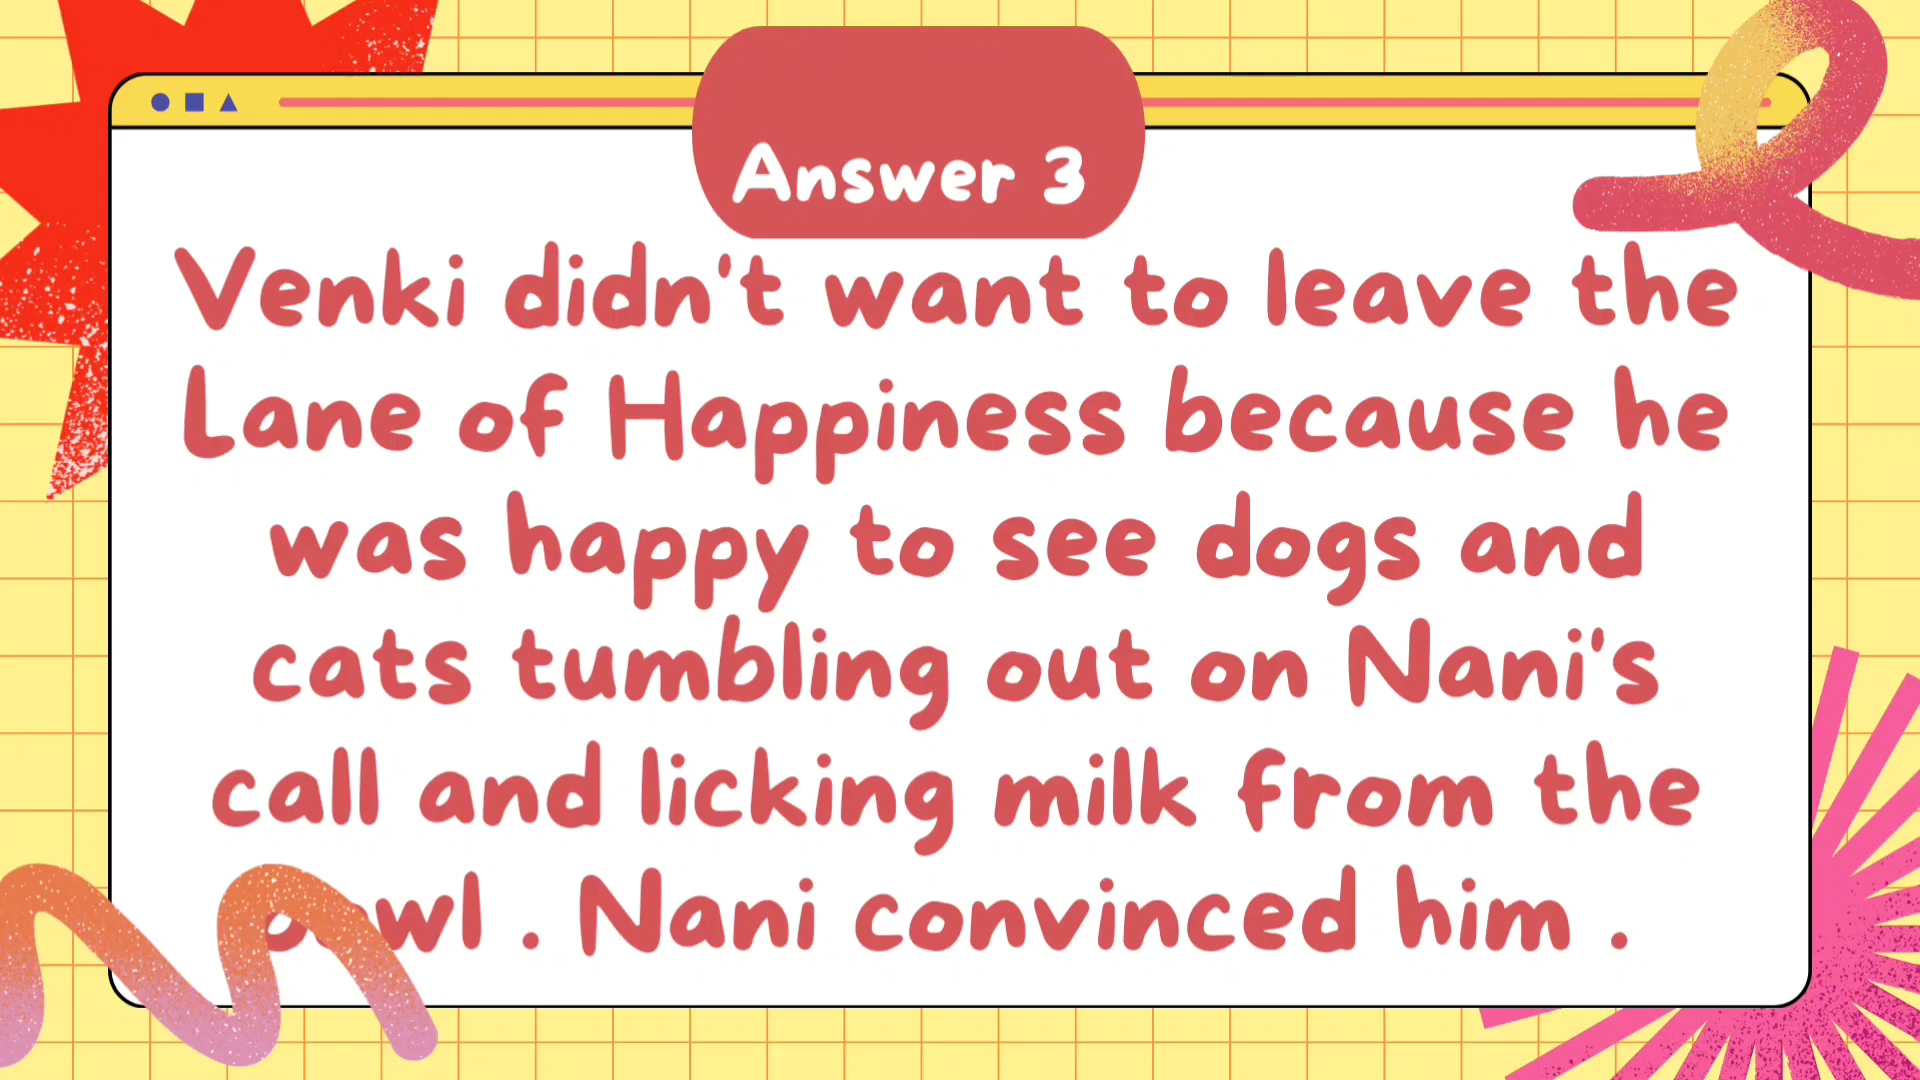 Answer 3
Venki didn't want to leave the
Lane of Happiness because he
was happy to see dogs and
cats tumbling out on Nani's
call and licking milk from the
bowl . Nani convinced him .